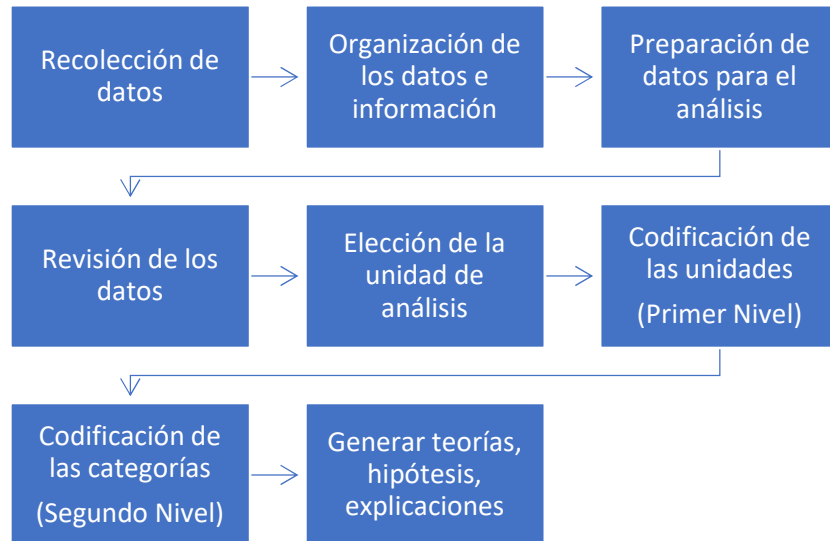 Recolección de
datos
Organización de
los datos e
información
Preparación de
datos para el
análisis
Revisión de los
datos
Elección de la
unidad de
análisis
Codificación de
las unidades
(Primer Nivel)
Codificación de
las categorías
(Segundo Nivel)
Generar teorías,
hipótesis,
explicaciones